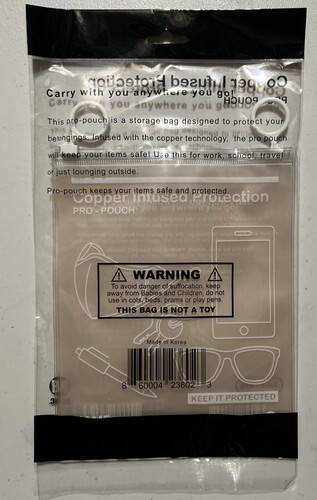 Copper Infused Protection
Carry with you anywhere you go!
POUCH
This pro-pouch is a storage bag designed to protect your
belongings. Infused with the copper technology, the pro pouch
will keep your items safe! Use this for work, school, travel
or just lounging outside.
Pro-pouch keeps your items safe and protected.
Copper Infused Protection
PRO-POUCH
WARNING
To avoid danger of suffocation, keep
away from Babies and Children, do not
use in cots, beds, prams or play pens.
THIS BAG IS NOT A TOY
Made in Korea
8 60004 23602 3
KEEP IT PROTECTED